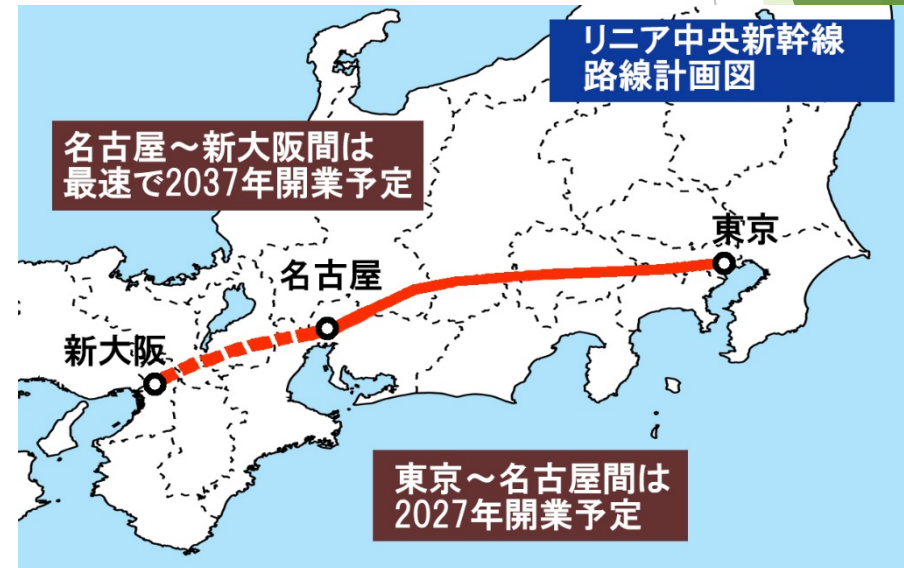 リニア中央新幹線
路線計画図
名古屋～新大阪間は
最速で2037年開業予定
東京
名古屋
新大阪
東京～名古屋間は
2027年開業予定